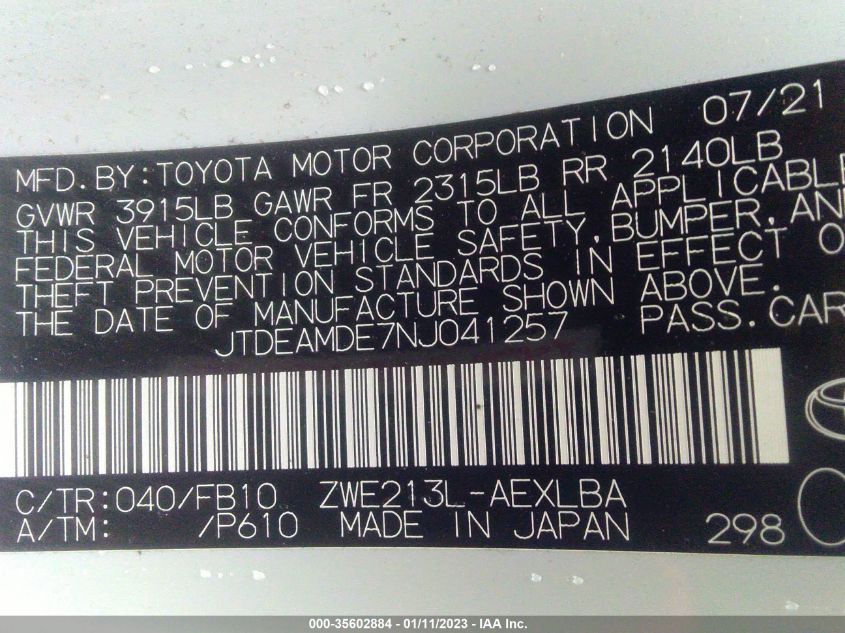 MFD. BY: TOYOTA MOTOR CORPORATION 07/21
GVWR 3915LB GAWR FR 2315LB RR 2140LB
THIS VEHICLE CONFORMS TO ALL APPLICABLE
FEDERAL MOTOR VEHICLE SAFETY, BUMPER, AN
THEFT PREVENTION STANDARDS IN EFFECT O
THE DATE OF MANUFACTURE SHOWN ABOVE.
JTDEAMDE7NJ041257 PASS. CAR
C/TR: 040/FB10 ZWE213L-AEXLBA
A/TM: /P610 MADE IN JAPAN 298
000-35602884 - 01/11/2023 - IAA Inc.